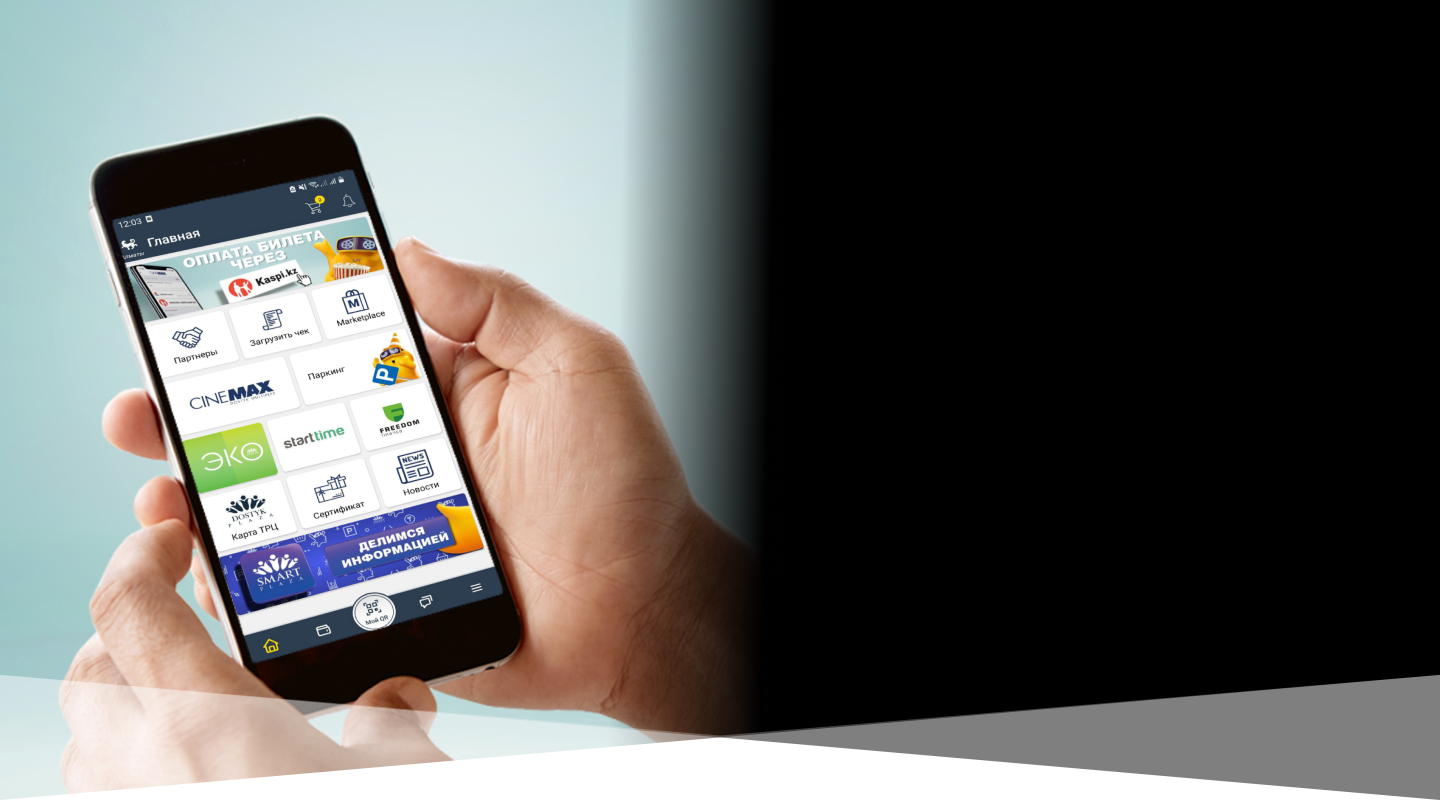 12:03
Главная
ОПЛАТА БИЛЕТА
ЧЕРЕЗ
Kaspi.kz
Партнеры
Загрузить чек
M
Marketplace
CINEMAX
Паркинг
P
ЭКО
starttime
FREEDOM
DOSTYK
PLAZA
Карта ТРЦ
Сертификат
NEWS
Новости
SMART
PLAZA
ДЕЛИМСЯ
ИНФОРМАЦИЕЙ
Мой QR